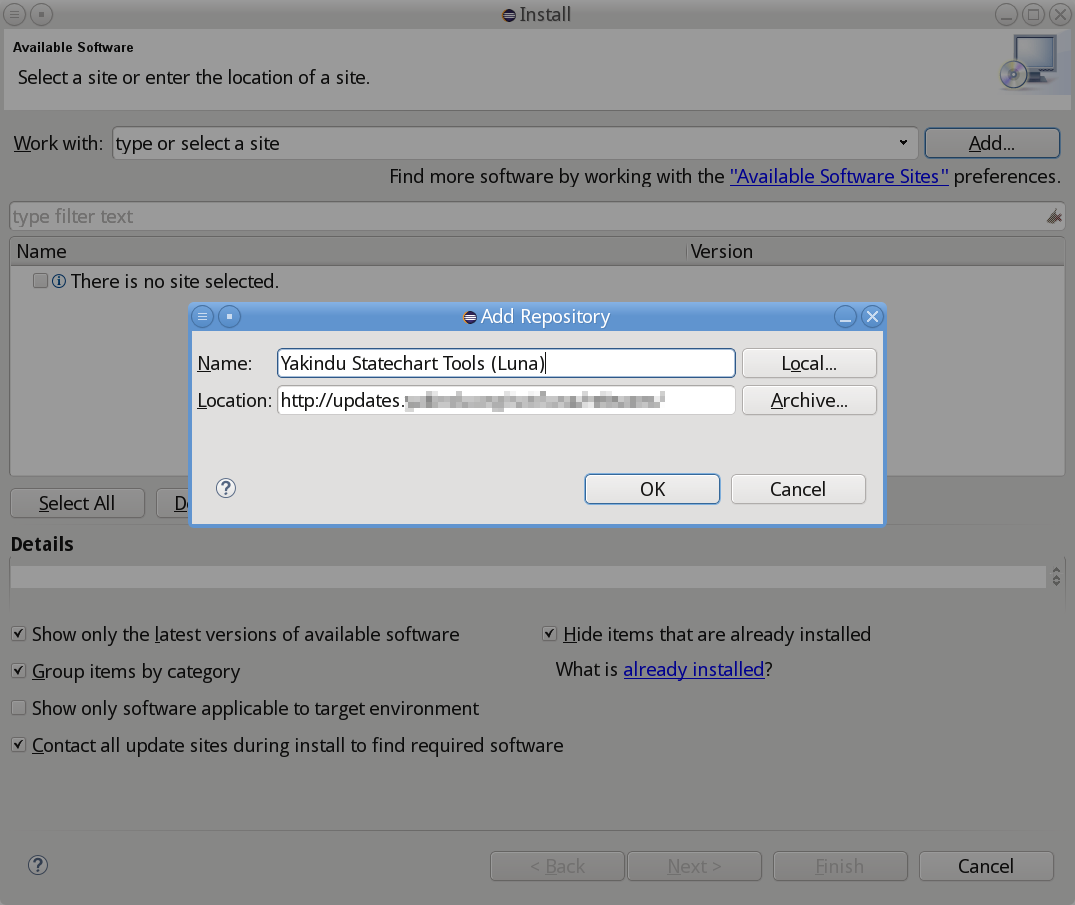 Install
Available Software
Select a site or enter the location of a site.
Work with: type or select a site Add...
Find more software by working with the "Available Software Sites" preferences.
type filter text
Name Version
There is no site selected.
Add Repository
Name: Yakindu Statechart Tools (Luna) Local...
Location: http://updates. Archive...
? OK Cancel
Select All
Details
Show only the latest versions of available software Hide items that are already installed
Group items by category What is already installed?
Show only software applicable to target environment
Contact all update sites during install to find required software
? < Back Next > Finish Cancel